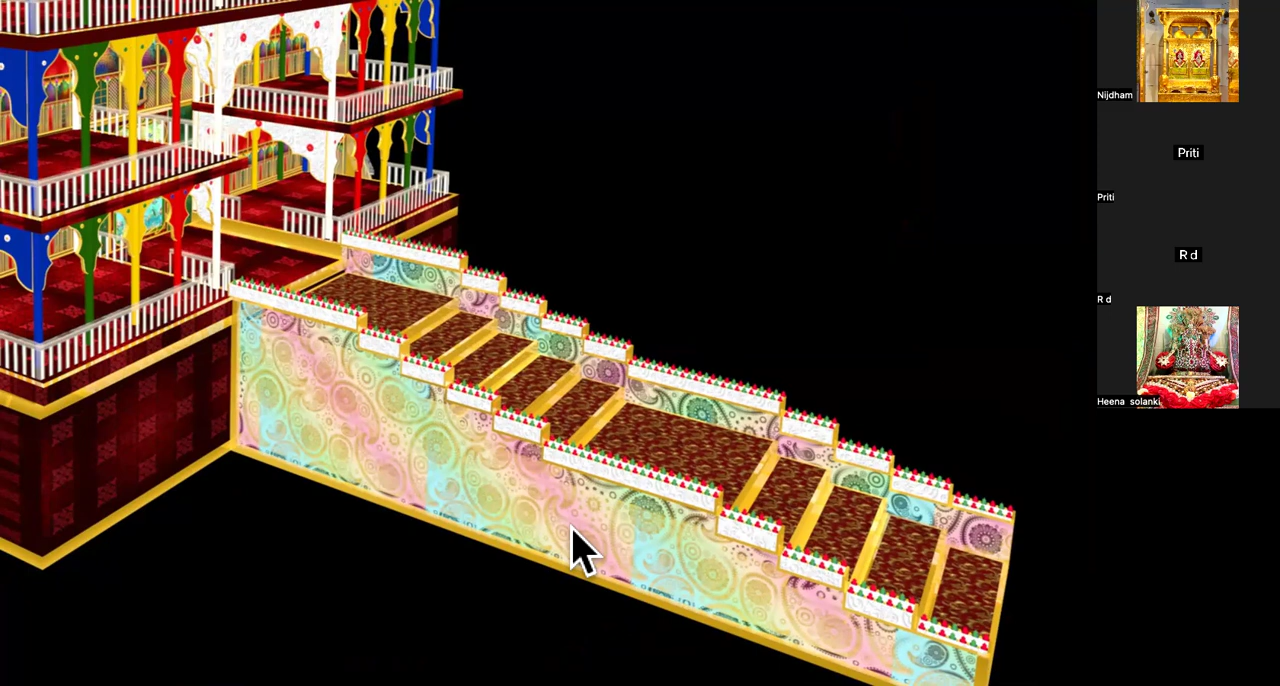 Nijdham
Priti
Priti
R d
R d
Heena solanki